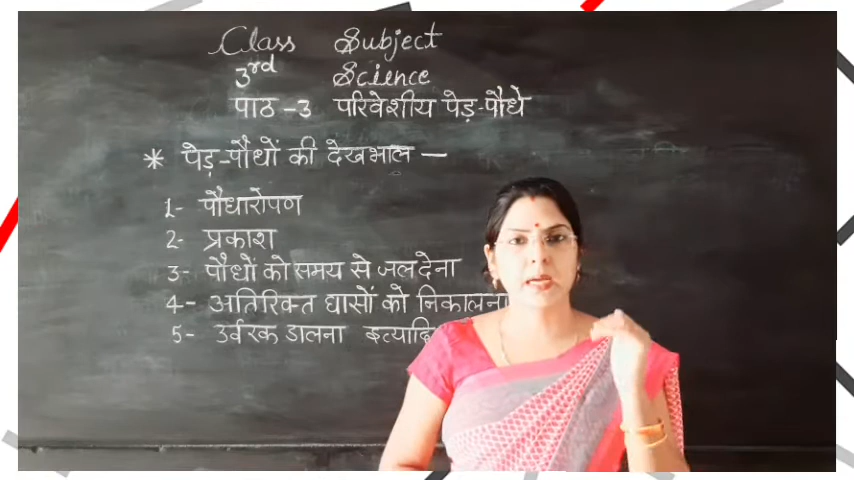 Class Subject
3rd Science
पाठ -3 परिवेशीय पेड़-पौधे
* पेड़-पौधों की देखभाल —
1- पौधारोपण
2- प्रकाश
3- पौधों को समय से जल देना
4- अतिरिक्त घासों को निकालना
5- उर्वरक डालना इत्यादि